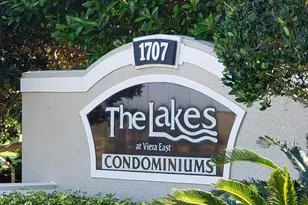 1707
The Lakes
at Viera East
CONDOMINIUMS